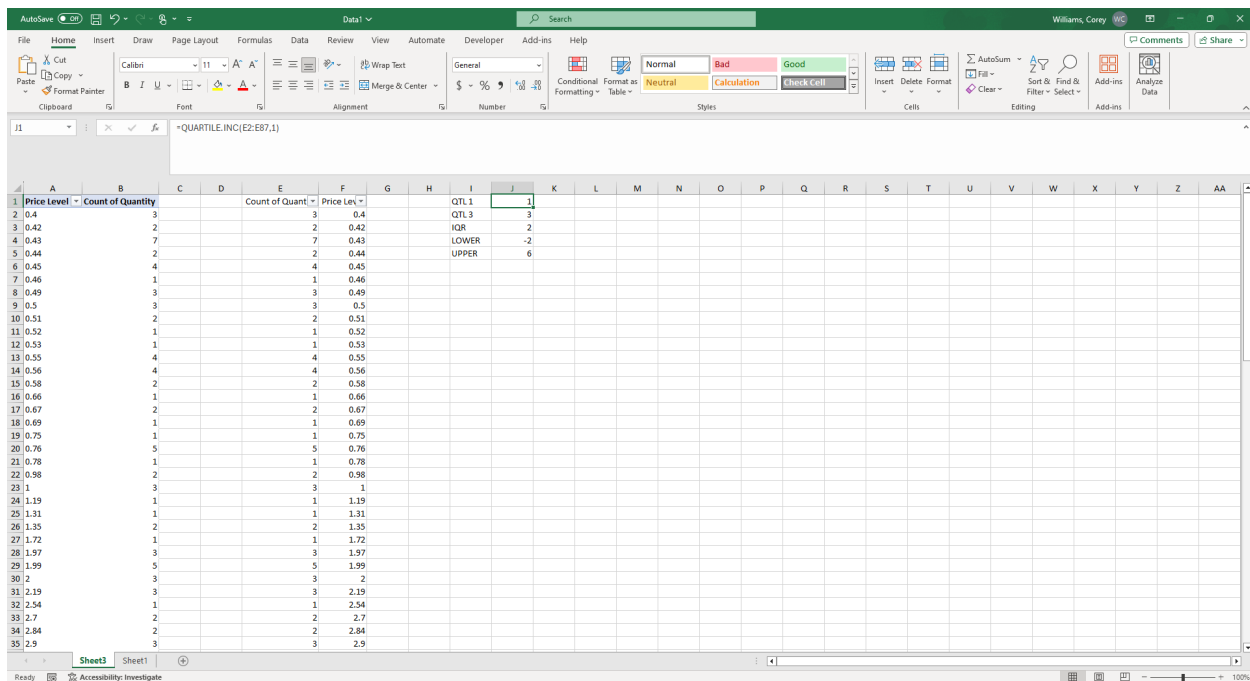 AutoSave Off Data1 Search Williams, Corey WC
File Home Insert Draw Page Layout Formulas Data Review View Automate Developer Add-ins Help Comments Share
Paste Cut Copy Format Painter
Calibri 11 A A B I U A
Wrap Text Merge & Center
General $ % 9
Conditional Formatting Format as Table
Normal Bad Good
Neutral Calculation Check Cell
Insert Delete Format
AutoSum Fill Clear
Sort & Filter Find & Select
Add-ins Analyze Data
Clipboard Font Alignment Number Styles Cells Editing Add-ins
J1 fx =QUARTILE.INC(E2:E87,1)
A B C D E F G H I J K L M N O P Q R S T U V W X Y Z AA
1 Price Level Count of Quantity Count of Quant Price Lev QTL 1 1
2 0.4 3 3 0.4 QTL 3 3
3 0.42 2 2 0.42 IQR 2
4 0.43 7 7 0.43 LOWER -2
5 0.44 2 2 0.44 UPPER 6
6 0.45 4 4 0.45
7 0.46 1 1 0.46
8 0.49 3 3 0.49
9 0.5 3 3 0.5
10 0.51 2 2 0.51
11 0.52 1 1 0.52
12 0.53 1 1 0.53
13 0.55 4 4 0.55
14 0.56 4 4 0.56
15 0.58 2 2 0.58
16 0.66 1 1 0.66
17 0.67 2 2 0.67
18 0.69 1 1 0.69
19 0.75 1 1 0.75
20 0.76 5 5 0.76
21 0.78 1 1 0.78
22 0.98 2 2 0.98
23 1 3 3 1
24 1.19 1 1 1.19
25 1.31 1 1 1.31
26 1.35 2 2 1.35
27 1.72 1 1 1.72
28 1.97 3 3 1.97
29 1.99 5 5 1.99
30 2 3 3 2
31 2.19 3 3 2.19
32 2.54 1 1 2.54
33 2.7 2 2 2.7
34 2.84 2 2 2.84
35 2.9 3 3 2.9
Sheet3 Sheet1
Ready Accessibility: Investigate 100%